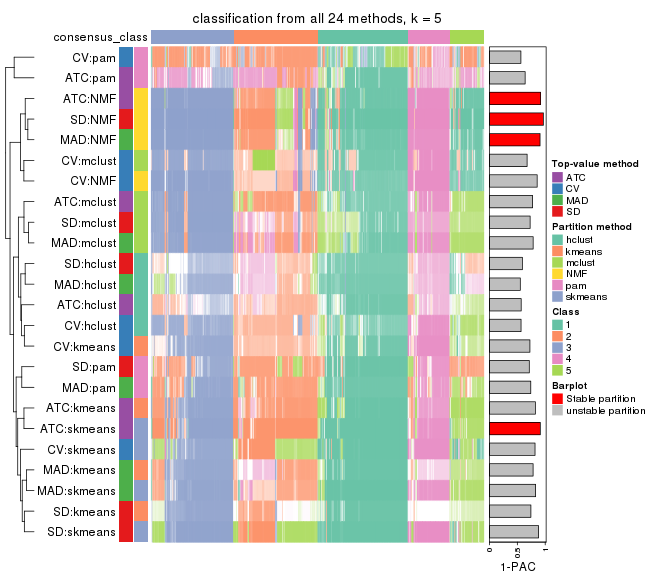 classification from all 24 methods, k = 5
consensus_class
CV:pam
ATC:pam
ATC:NMF
SD:NMF
MAD:NMF
CV:mclust
CV:NMF
ATC:mclust
SD:mclust
MAD:mclust
SD:hclust
MAD:hclust
ATC:hclust
CV:hclust
CV:kmeans
SD:pam
MAD:pam
ATC:kmeans
ATC:skmeans
CV:skmeans
MAD:kmeans
MAD:skmeans
SD:kmeans
SD:skmeans
0
0.5
1
1-PAC
Top-value method
ATC
CV
MAD
SD
Partition method
hclust
kmeans
mclust
NMF
pam
skmeans
Class
1
2
3
4
5
Barplot
Stable partition
unstable partition